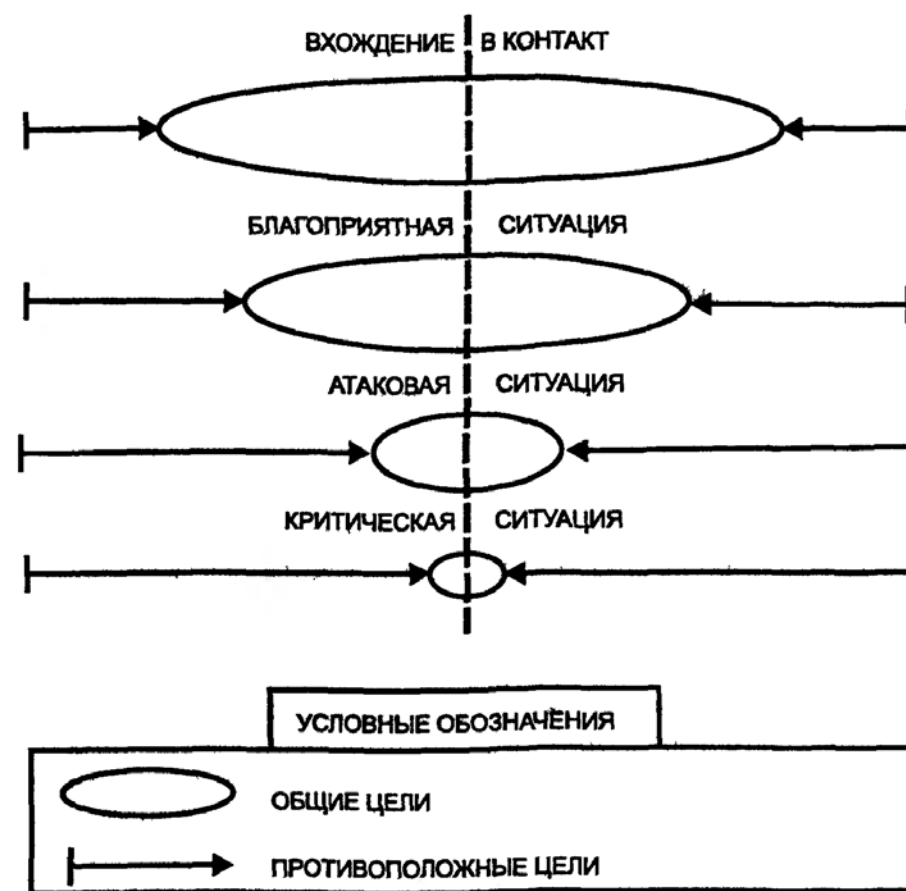 ВХОЖДЕНИЕ В КОНТАКТ
БЛАГОПРИЯТНАЯ СИТУАЦИЯ
АТАКОВАЯ СИТУАЦИЯ
КРИТИЧЕСКАЯ СИТУАЦИЯ
УСЛОВНЫЕ ОБОЗНАЧЕНИЯ
ОБЩИЕ ЦЕЛИ
ПРОТИВОПОЛОЖНЫЕ ЦЕЛИ